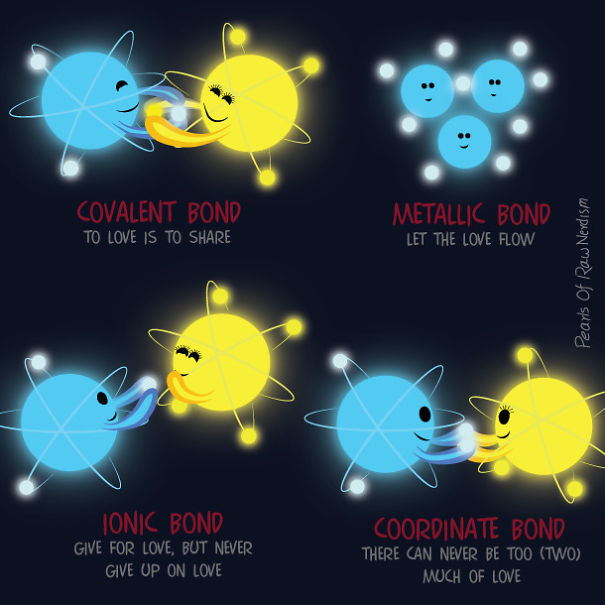 COVALENT BOND
TO LOVE IS TO SHARE
METALLIC BOND
LET THE LOVE FLOW
Pearls Of Raw Nerdism
IONIC BOND
GIVE FOR LOVE, BUT NEVER
GIVE UP ON LOVE
COORDINATE BOND
THERE CAN NEVER BE TOO (TWO)
MUCH OF LOVE